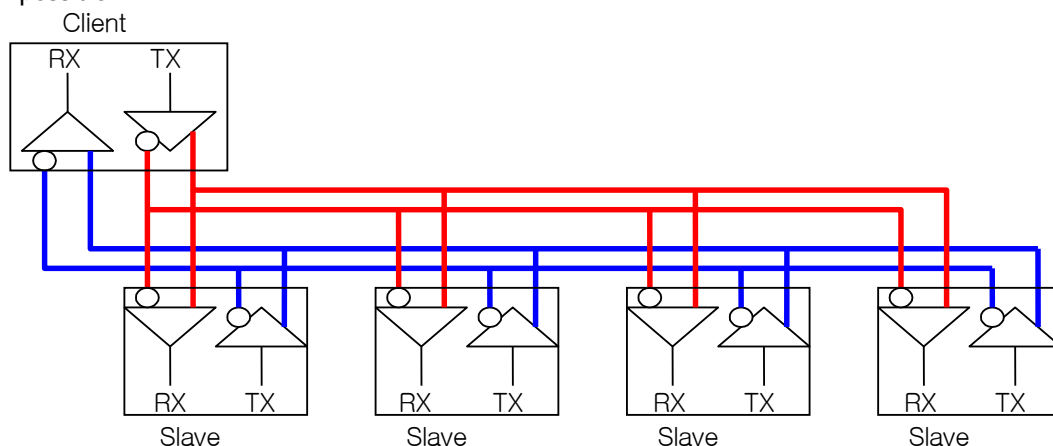 Client
RX TX
RX TX RX TX RX TX RX TX
Slave Slave Slave Slave